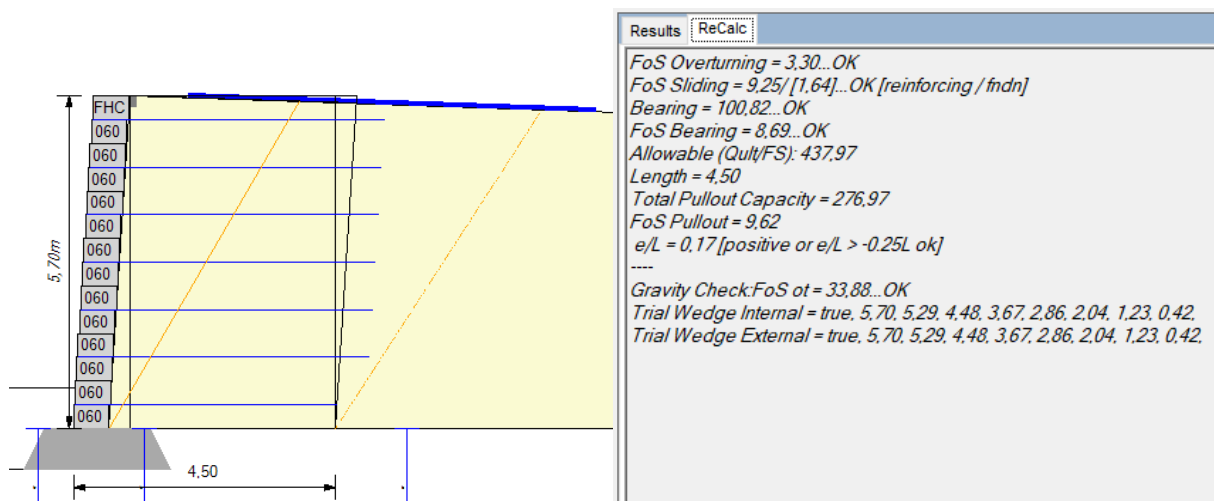 Results ReCalc
FoS Overturning = 3,30...OK
FoS Sliding = 9,25/ [1,64]...OK [reinforcing / fndn]
Bearing = 100,82...OK
FoS Bearing = 8,69...OK
Allowable (Qult/FS): 437,97
Length = 4,50
Total Pullout Capacity = 276,97
FoS Pullout = 9,62
e/L = 0,17 [positive or e/L > -0.25L ok]
----
Gravity Check:FoS ot = 33,88...OK
Trial Wedge Internal = true, 5,70, 5,29, 4,48, 3,67, 2,86, 2,04, 1,23, 0,42,
Trial Wedge External = true, 5,70, 5,29, 4,48, 3,67, 2,86, 2,04, 1,23, 0,42,
FHC
060
060
060
060
060
060
060
060
060
060
060
060
060
5,70m
4,50